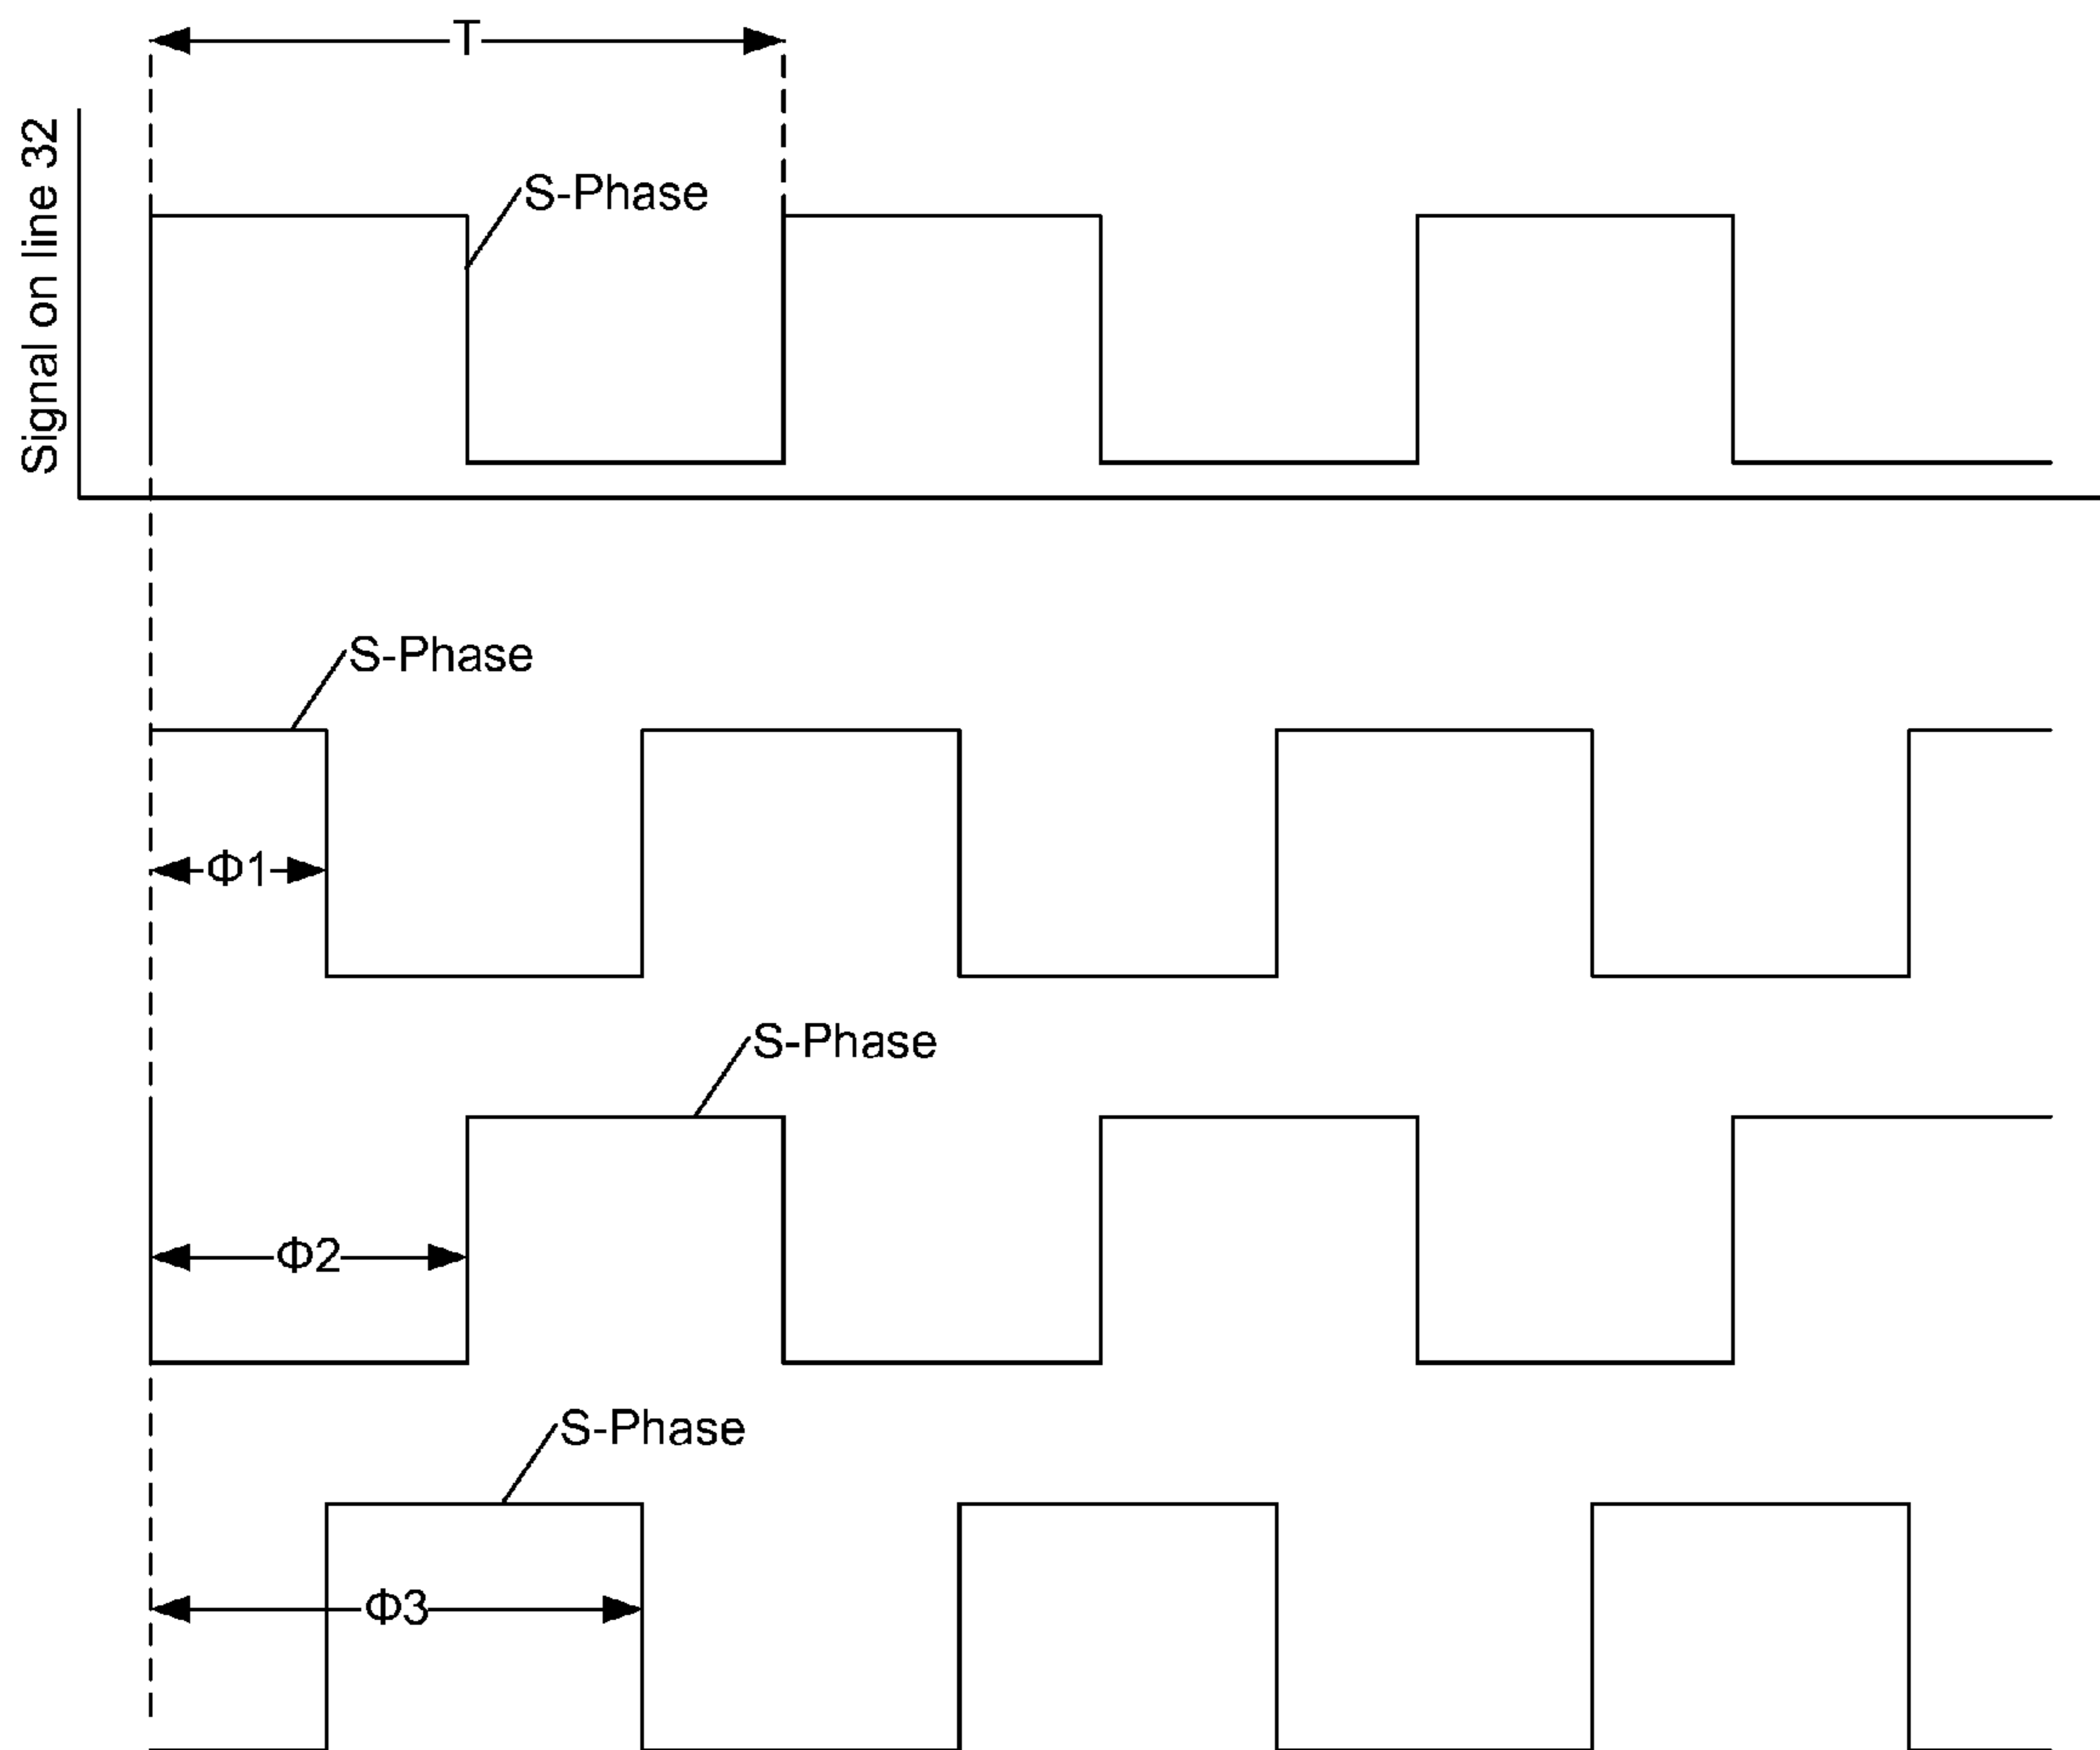 T
Signal on line 32
S-Phase
S-Phase
Φ1
S-Phase
Φ2
S-Phase
Φ3